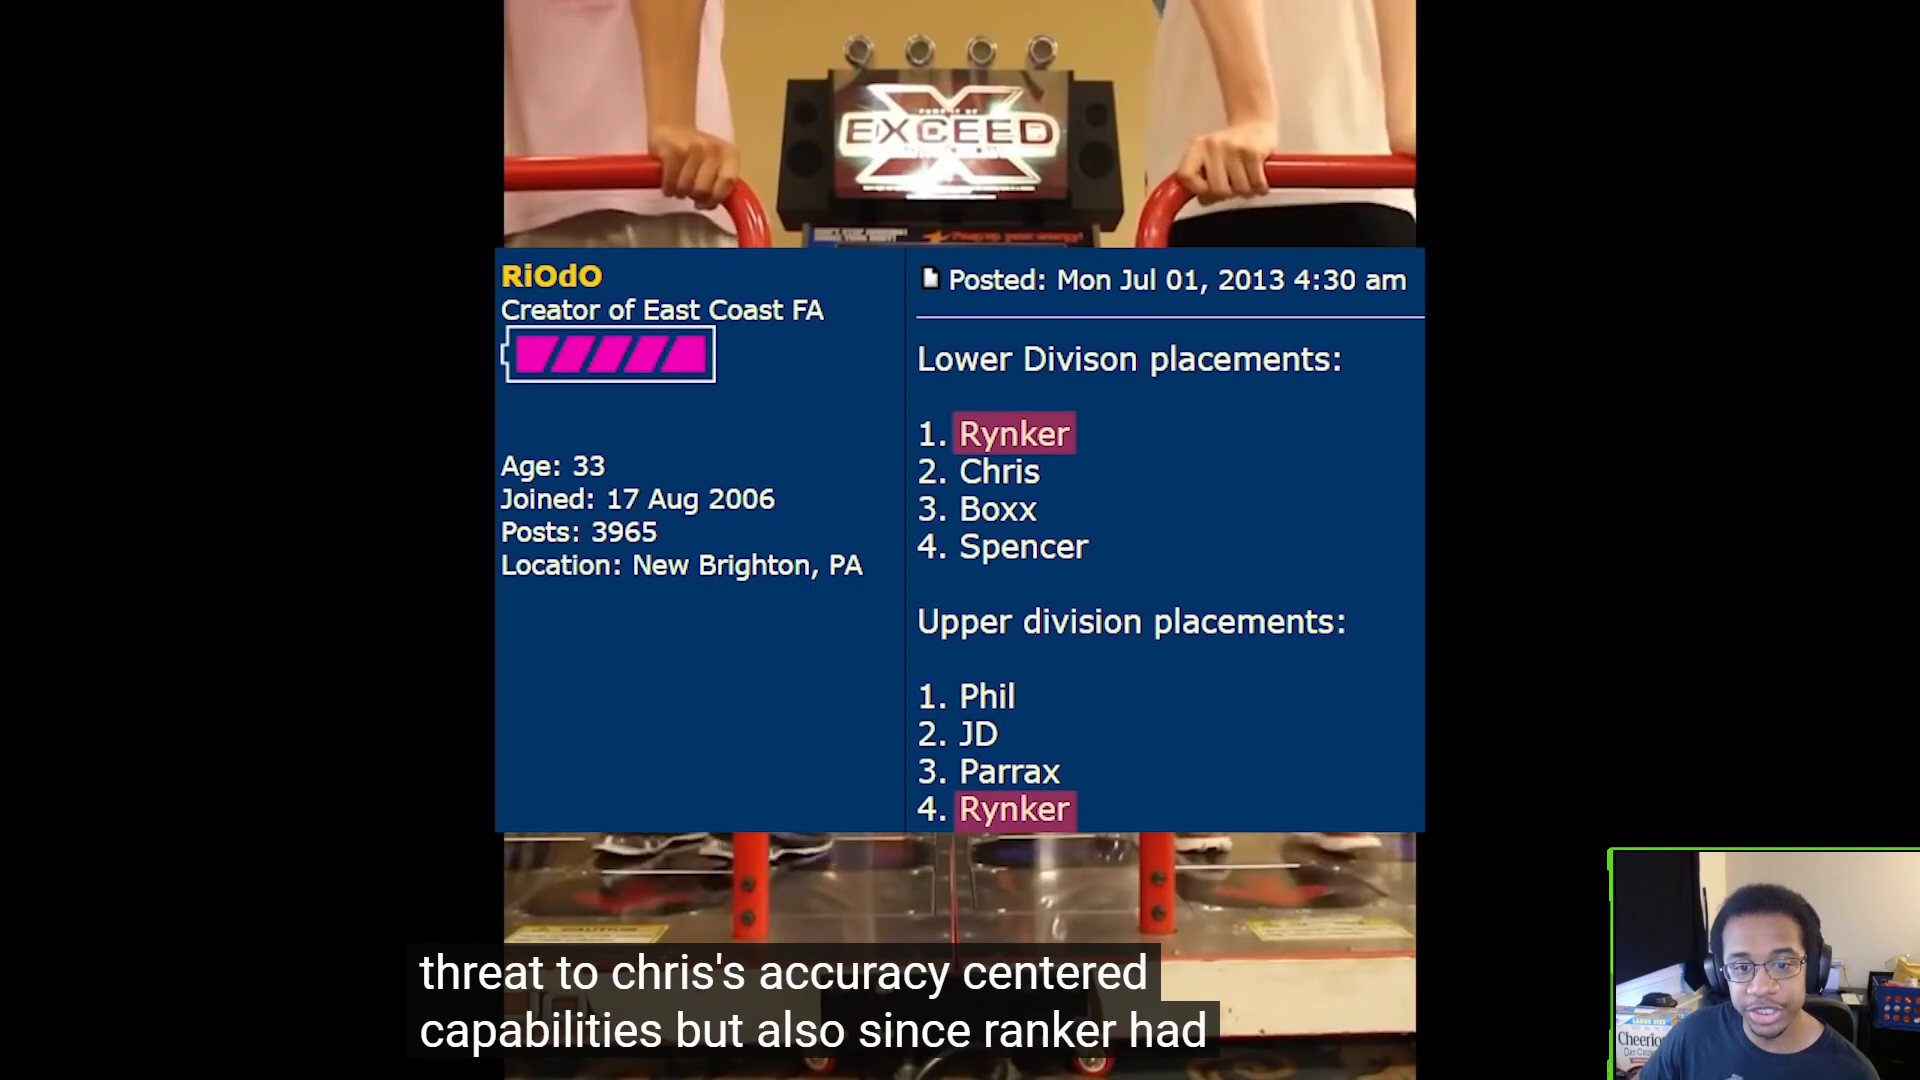 EXCEED
RiOdO
Creator of East Coast FA
Age: 33
Joined: 17 Aug 2006
Posts: 3965
Location: New Brighton, PA
Posted: Mon Jul 01, 2013 4:30 am
Lower Divison placements:
1. Rynker
2. Chris
3. Boxx
4. Spencer
Upper division placements:
1. Phil
2. JD
3. Parrax
4. Rynker
CAUTION
threat to chris's accuracy centered
capabilities but also since ranker had
Cheerio